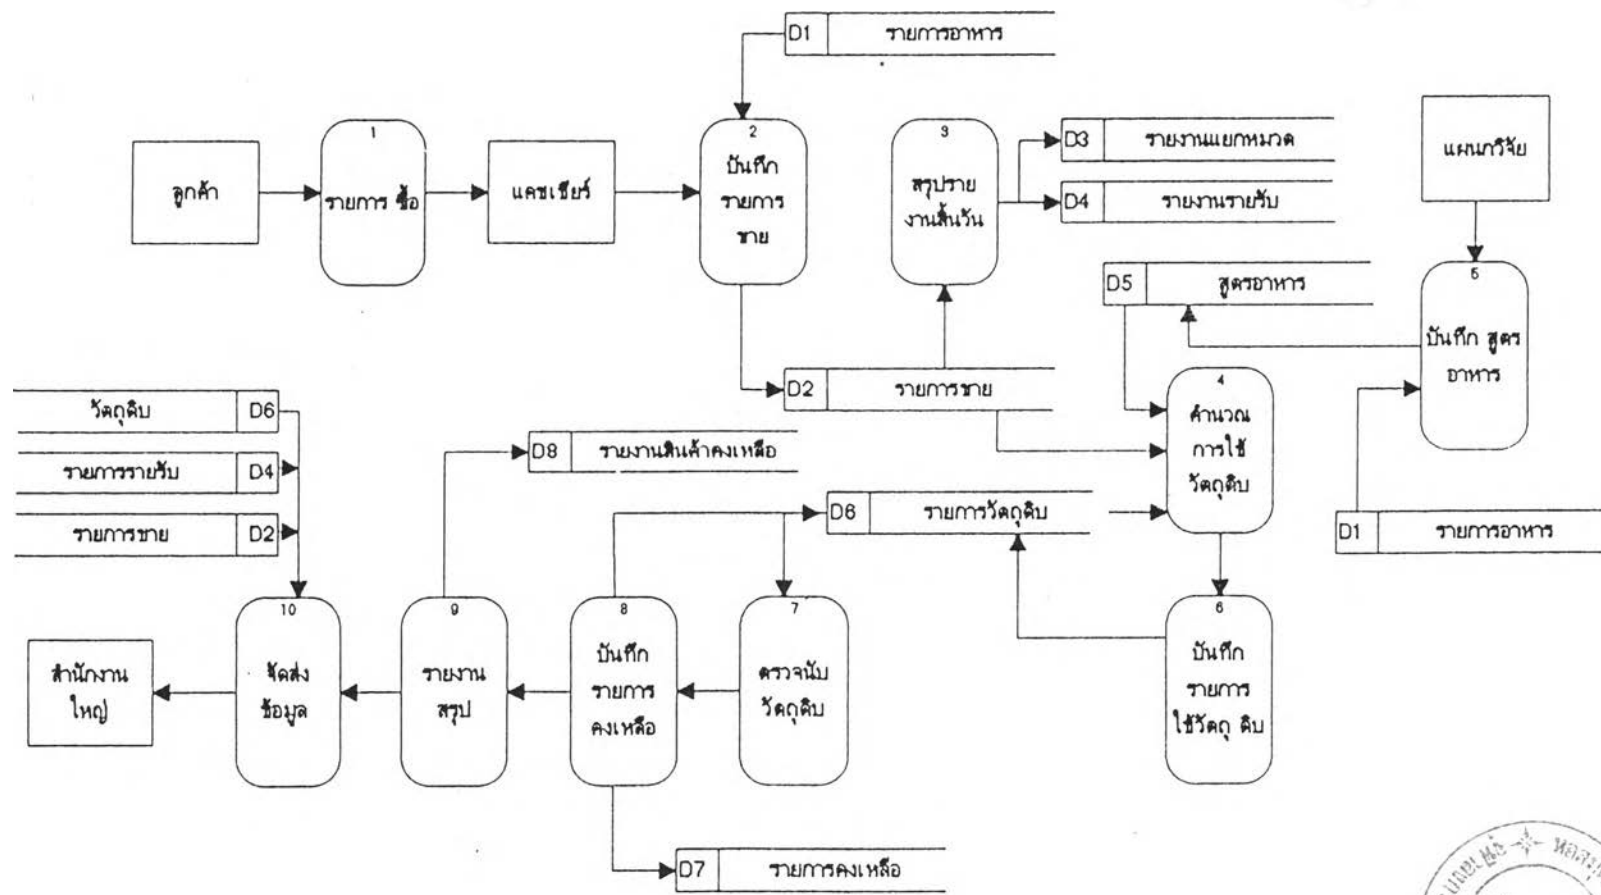 D1 รายการอาหาร
ลูกค้า
1
รายการ ซื้อ
แคชเชียร์
2
บันทึก
รายการ
ขาย
3
สรุปราย
งานสิ้นวัน
D3 รายงานแยกหมวด
D4 รายงานรายรับ
แผนกวิจัย
D5 สูตรอาหาร
5
บันทึก สูตร
อาหาร
D2 รายการขาย
4
คำนวณ
การใช้
วัตถุดิบ
วัตถุดิบ D6
รายการรายรับ D4
รายการขาย D2
D8 รายงานสินค้าคงเหลือ
D6 รายการวัตถุดิบ
D1 รายการอาหาร
สำนักงาน
ใหญ่
10
จัดส่ง
ข้อมูล
9
รายงาน
สรุป
8
บันทึก
รายการ
คงเหลือ
7
ตรวจนับ
วัตถุดิบ
6
บันทึก
รายการ
ใช้วัตถุ ดิบ
D7 รายการคงเหลือ